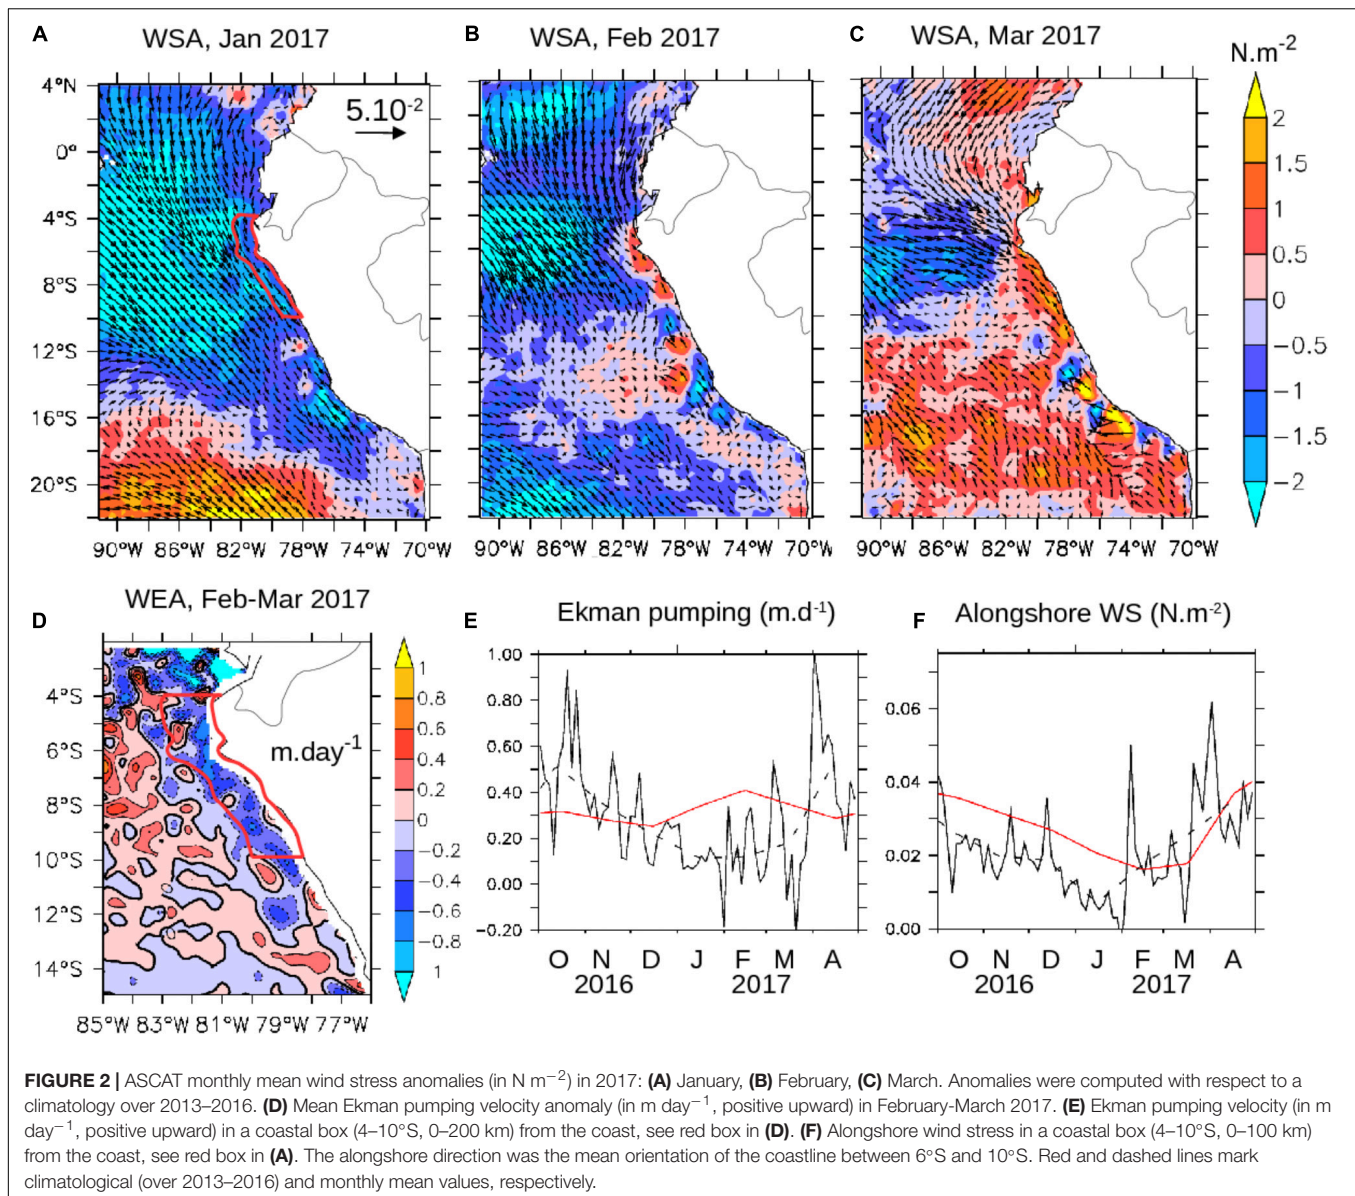 A WSA, Jan 2017
B WSA, Feb 2017
C WSA, Mar 2017
N.m-2
5.10-2
4°N
0°
4°S
8°S
12°S
16°S
20°S
90°W 86°W 82°W 78°W 74°W 70°W
90°W 86°W 82°W 78°W 74°W 70°W
90°W 86°W 82°W 78°W 74°W 70°W
2
1.5
1
0.5
0
−0.5
−1
−1.5
−2
D WEA, Feb-Mar 2017
m.day-1
4°S
6°S
8°S
10°S
12°S
14°S
85°W 83°W 81°W 79°W 77°W
1
0.8
0.6
0.4
0.2
0
−0.2
−0.4
−0.6
−0.8
1
E Ekman pumping (m.d-1)
1.00
0.80
0.60
0.40
0.20
0.00
−0.20
O N D J F M A
2016 2017
F Alongshore WS (N.m-2)
0.06
0.04
0.02
0.00
O N D J F M A
2016 2017
FIGURE 2 | ASCAT monthly mean wind stress anomalies (in N m−2) in 2017: (A) January, (B) February, (C) March. Anomalies were computed with respect to a
climatology over 2013–2016. (D) Mean Ekman pumping velocity anomaly (in m day−1, positive upward) in February-March 2017. (E) Ekman pumping velocity (in m
day−1, positive upward) in a coastal box (4–10°S, 0–200 km) from the coast, see red box in (D). (F) Alongshore wind stress in a coastal box (4–10°S, 0–100 km)
from the coast, see red box in (A). The alongshore direction was the mean orientation of the coastline between 6°S and 10°S. Red and dashed lines mark
climatological (over 2013–2016) and monthly mean values, respectively.